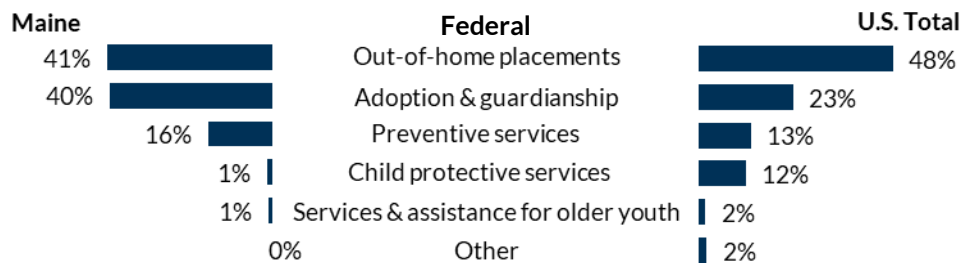 Maine Federal U.S. Total
41% Out-of-home placements 48%
40% Adoption & guardianship 23%
16% Preventive services 13%
1% Child protective services 12%
1% Services & assistance for older youth 2%
0% Other 2%